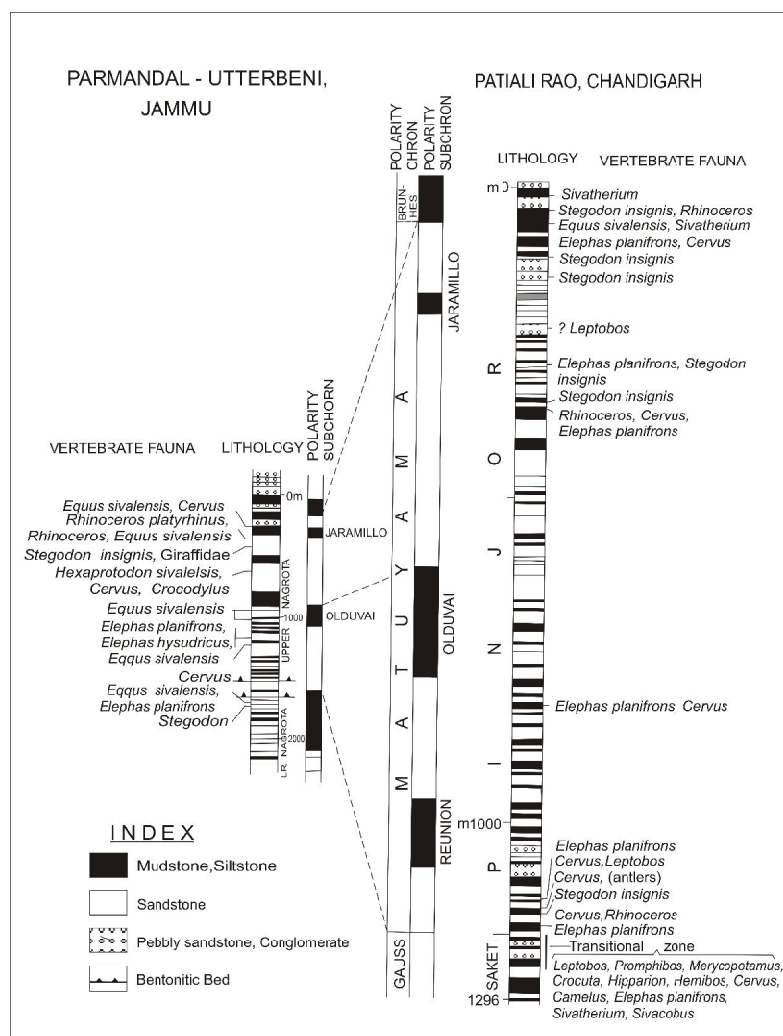 PARMANDAL - UTTERBENI,
JAMMU
PATIALI RAO, CHANDIGARH
POLARITY
CHRON
POLARITY
SUBCHRON
LITHOLOGY
VERTEBRATE FAUNA
BRUN-
HES
JARAMILLO
MATUYAMA
OLDUVAI
REUNION
GAJSS
m0
Sivatherium
Stegodon insignis, Rhinoceros
Equus sivalensis, Sivatherium
Elephas planifrons, Cervus
Stegodon insignis
Stegodon insignis
? Leptobos
Elephas planifrons, Stegodon
insignis
Stegodon insignis
Rhinoceros, Cervus,
Elephas planifrons
Elephas planifrons Cervus
m1000
Elephas planifrons
Cervus,Leptobos
Cervus, (antlers)
Stegodon insignis
Cervus,Rhinoceros
Elephas planifrons
Transitional zone
Leptobos, Promphibos, Merycopotamus,
Crocuta, Hipparion, Hemibos, Cervus,
Camelus, Elephas planifrons,
Sivatherium, Sivacobus
1296
PINJOR
SAKET
VERTEBRATE FAUNA
LITHOLOGY
POLARITY
SUBCHORN
0m
Equus sivalensis, Cervus
Rhinoceros platyrhinus,
Rhinoceros, Equus sivalensis
JARAMILLO
Stegodon insignis, Giraffidae
Hexaprotodon sivalelsis,
Cervus, Crocodylus
Equus sivalensis
1000
OLDUVAI
Elephas planifrons,
Elephas hysudricus,
Eqqus sivalensis
Cervus
Eqqus sivalensis,
Elephas planifrons
Stegodon
2000
UPPER NAGROTA
LR. NAGROTA
INDEX
Mudstone,Siltstone
Sandstone
Pebbly sandstone, Conglomerate
Bentonitic Bed